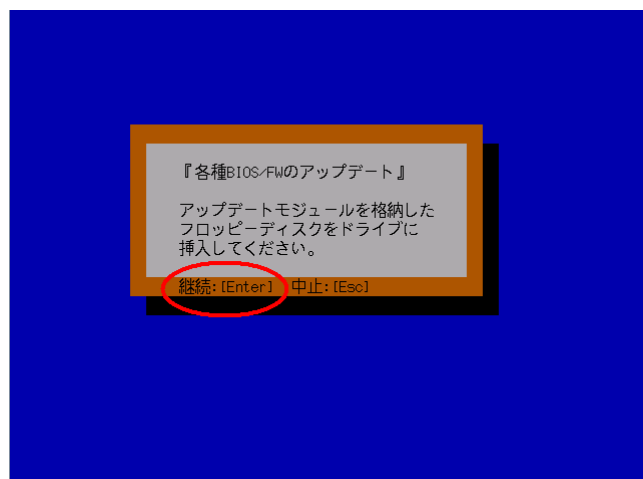 『各種BIOS/FWのアップデート』
アップデートモジュールを格納した
フロッピーディスクをドライブに
挿入してください。
継続:[Enter] 中止:[Esc]